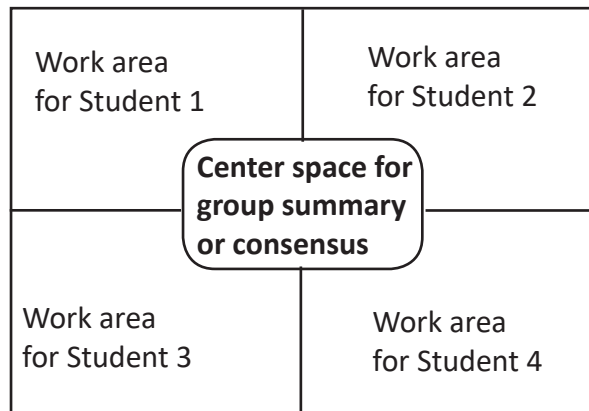 Work area
for Student 1
Work area
for Student 2
Center space for
group summary
or consensus
Work area
for Student 3
Work area
for Student 4